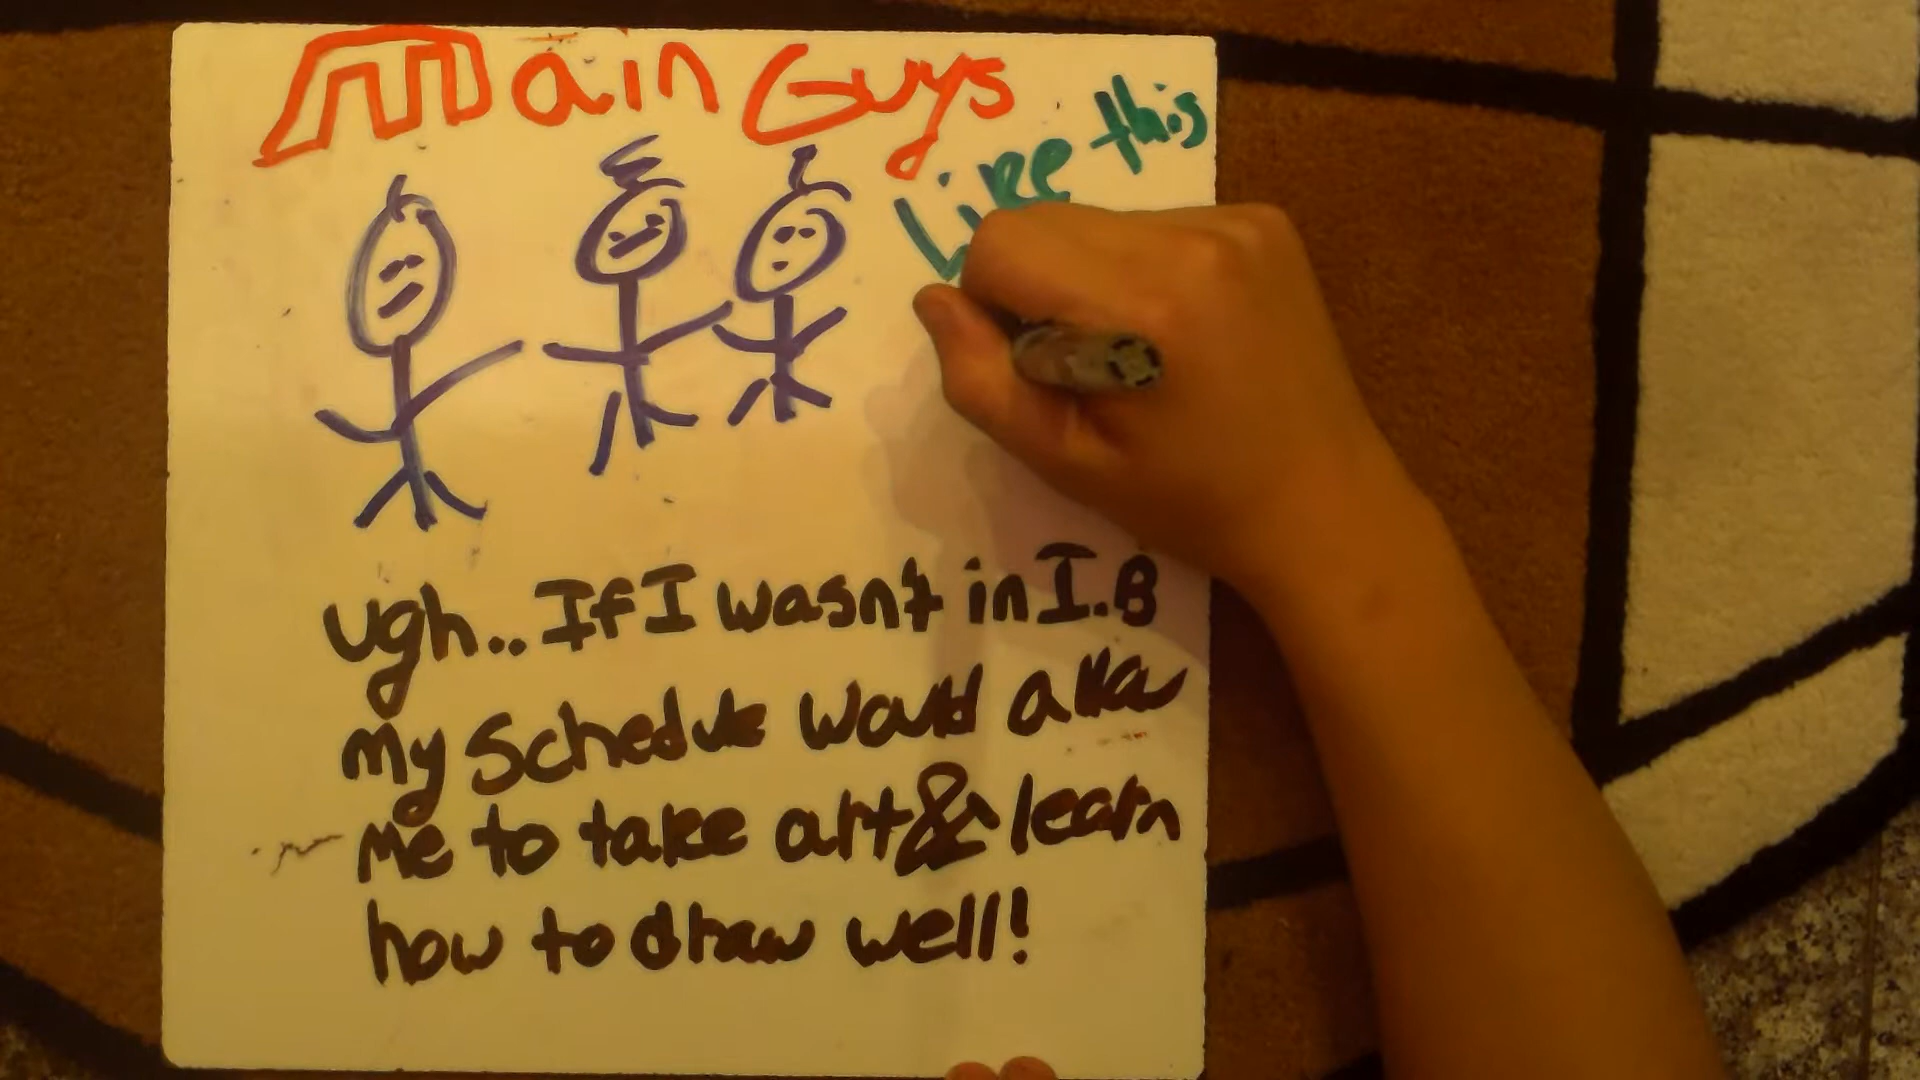 Main Guys
Like this
ugh.. If I wasn't in I.B
my schedule would allow
me to take art & learn
how to draw well!